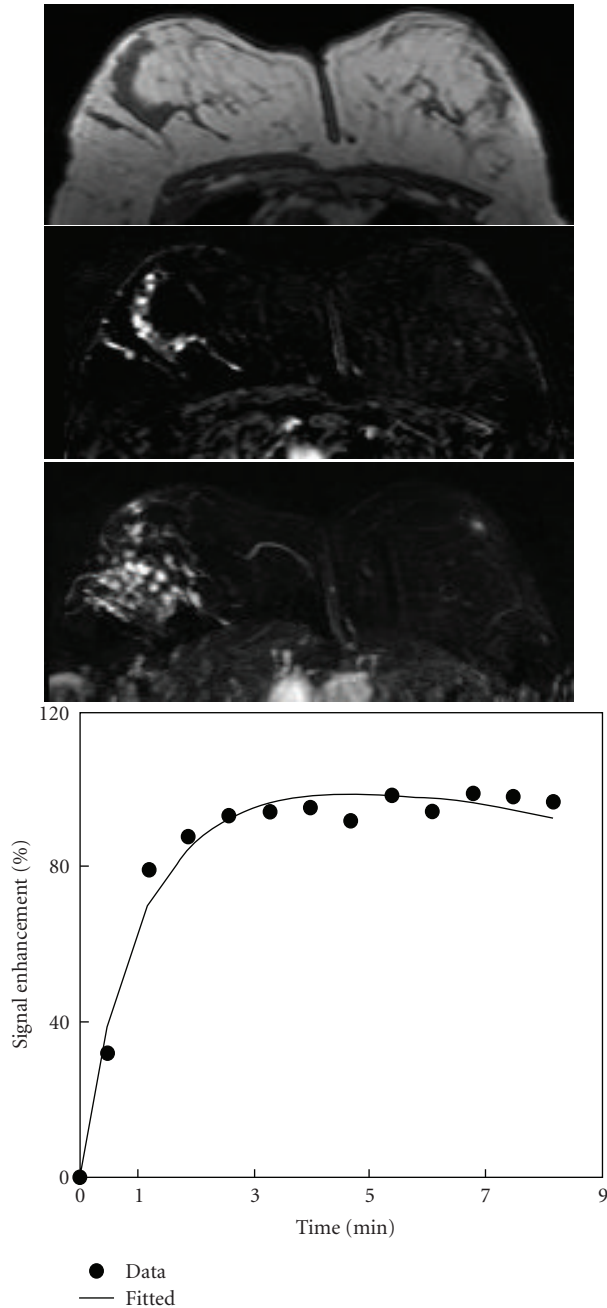 120
80
40
0
Signal enhancement (%)
0 1 3 5 7 9
Time (min)
Data
Fitted